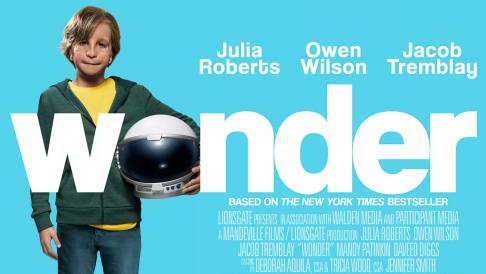 Julia Roberts
Owen Wilson
Jacob Tremblay
wonder
BASED ON THE NEW YORK TIMES BESTSELLER
LIONSGATE PRESENTS IN ASSOCIATION WITH WALDEN MEDIA AND PARTICIPANT MEDIA
A MANDEVILLE FILMS / LIONSGATE PRODUCTION JULIA ROBERTS OWEN WILSON
JACOB TREMBLAY "WONDER" MANDY PATINKIN DAVEED DIGGS
CASTING BY DEBORAH AQUILA, CSA & TRICIA WOOD, CSA JENNIFER SMITH